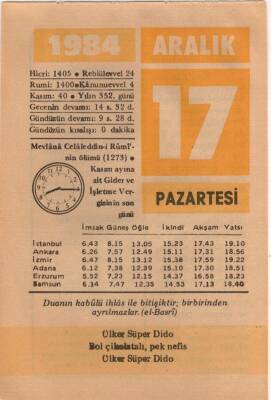 1984
ARALIK
Hicrî: 1405 ● Rebiülevvel 24
Rumî: 1400 ● Kânunuevvel 4
Kasım: 40 ● Yılın 352. günü
Gecenin devamı: 14 s. 32 d.
Gündüzün devamı: 9 s. 28 d.
Gündüzün kısalışı: 0 dakika
Mevlânâ Celâleddin-i Rûmî'-
nin ölümü (1273) ●
Kasım ayına
ait Gider ve
İşletme Ver-
gisinin son
günü
17
PAZARTESİ
İmsak Güneş Öğle İkindi Akşam Yatsı
İstanbul 6,43 8,15 13,05 15,23 17,43 19,10
Ankara 6,26 7,57 12,49 15,11 17,31 18,56
İzmir 6,47 8,15 13,12 15,38 17,59 19,22
Adana 6,12 7,38 12,39 15,10 17,30 18,51
Erzurum 5,52 7,23 12,15 14,37 16,58 18,23
Samsun 6,14 7,47 12,35 14,53 17,13 18,40
Duanın kabûlü ihlâs ile bitişiktir; birbirinden
ayrılmazlar. (el-Basrî)
Ülker Süper Dido
Bol çikolatalı, pek nefis
Ülker Süper Dido